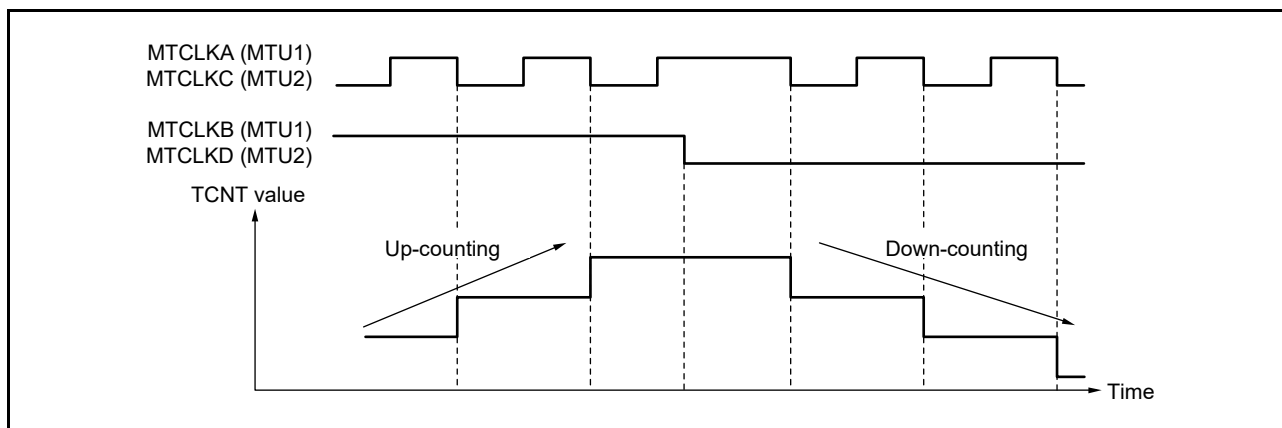 MTCLKA (MTU1)
MTCLKC (MTU2)
MTCLKB (MTU1)
MTCLKD (MTU2)
TCNT value
Up-counting
Down-counting
Time